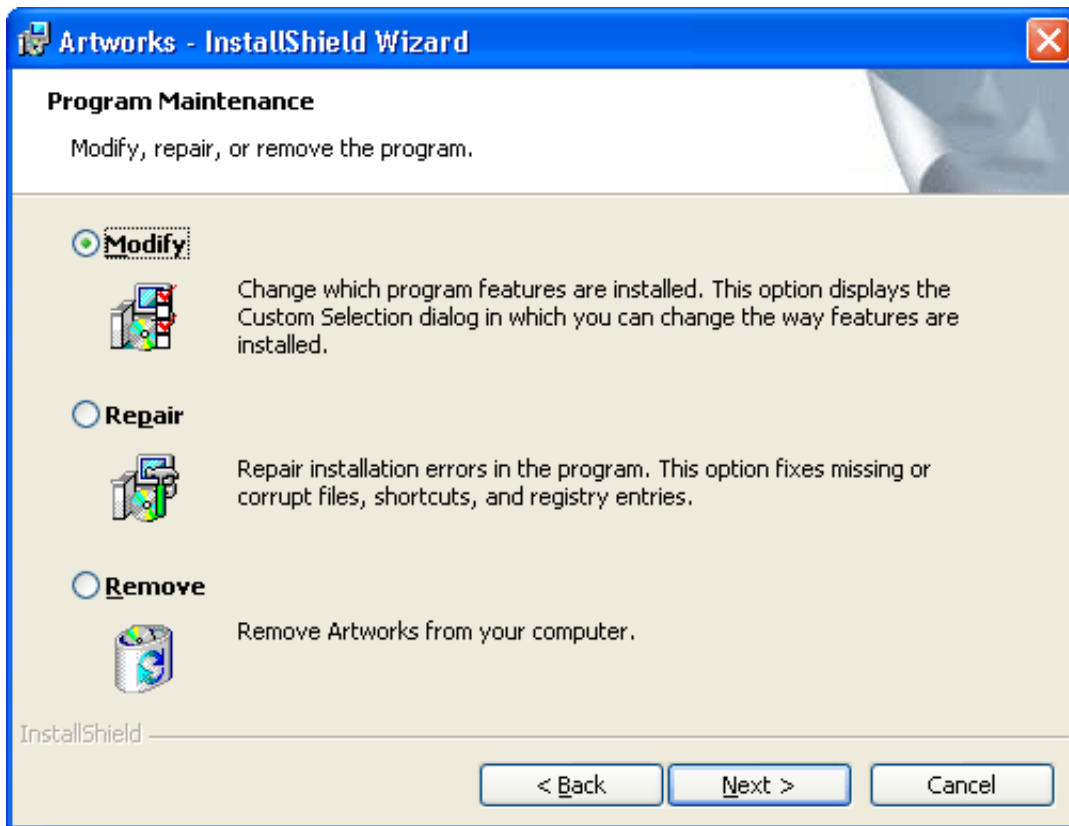 Artworks - InstallShield Wizard
Program Maintenance
Modify, repair, or remove the program.
Modify
Change which program features are installed. This option displays the
Custom Selection dialog in which you can change the way features are
installed.
Repair
Repair installation errors in the program. This option fixes missing or
corrupt files, shortcuts, and registry entries.
Remove
Remove Artworks from your computer.
InstallShield
< Back Next > Cancel